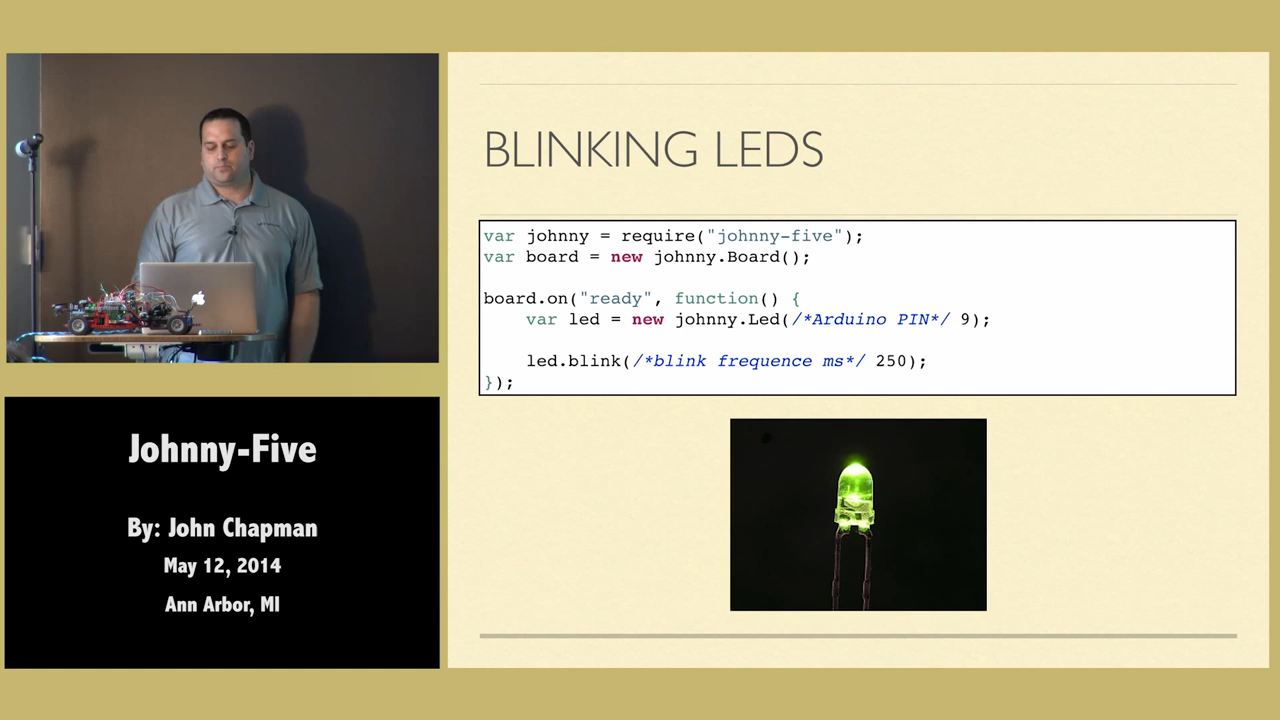 BLINKING LEDS
var johnny = require("johnny-five");
var board = new johnny.Board();
board.on("ready", function() {
var led = new johnny.Led(/*Arduino PIN*/ 9);
led.blink(/*blink frequence ms*/ 250);
});
Johnny-Five
By: John Chapman
May 12, 2014
Ann Arbor, MI